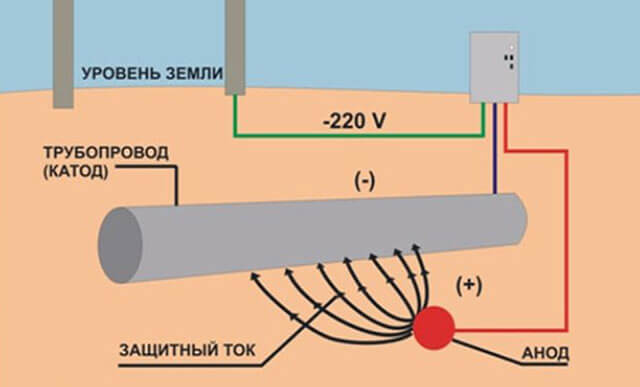 УРОВЕНЬ ЗЕМЛИ
-220 V
ТРУБОПРОВОД
(КАТОД)
(-)
(+)
ЗАЩИТНЫЙ ТОК
АНОД